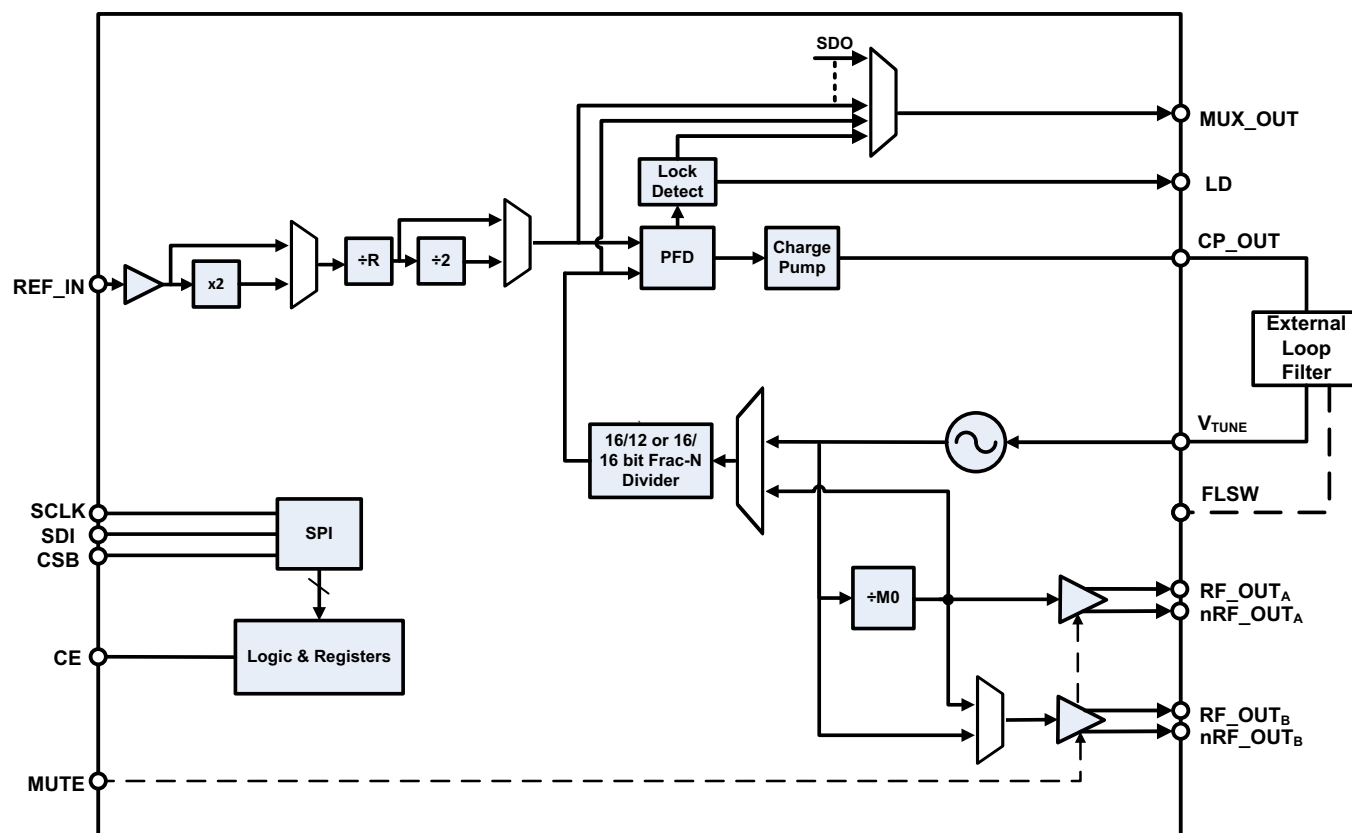 SDO
MUX_OUT
Lock
Detect
LD
CP_OUT
REF_IN
x2
÷R
÷2
PFD
Charge
Pump
External
Loop
Filter
VTUNE
16/12 or 16/
16 bit Frac-N
Divider
FLSW
SCLK
SDI
CSB
SPI
÷M0
RF_OUTA
nRF_OUTA
CE
Logic & Registers
RF_OUTB
nRF_OUTB
MUTE